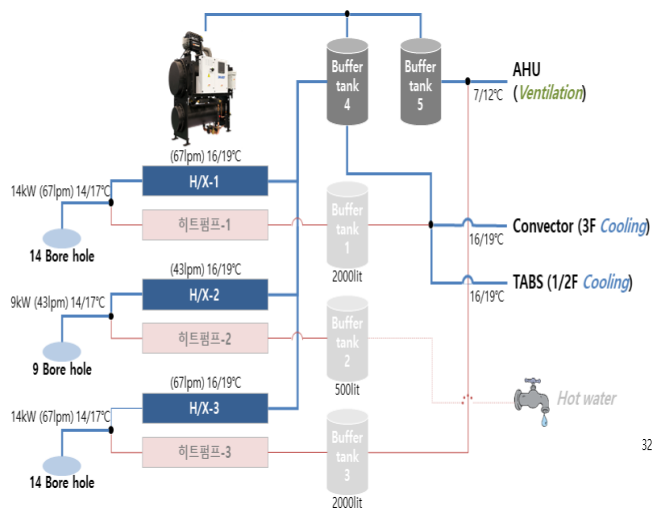 Buffer
tank
4
Buffer
tank
5
AHU
(Ventilation)
7/12℃
(67lpm) 16/19℃
H/X-1
14kW (67lpm) 14/17℃
히트펌프-1
14 Bore hole
Buffer
tank
1
2000lit
Convector (3F Cooling)
16/19℃
TABS (1/2F Cooling)
16/19℃
(43lpm) 16/19℃
H/X-2
9kW (43lpm) 14/17℃
히트펌프-2
9 Bore hole
Buffer
tank
2
500lit
Hot water
(67lpm) 16/19℃
H/X-3
14kW (67lpm) 14/17℃
히트펌프-3
14 Bore hole
Buffer
tank
3
2000lit
32